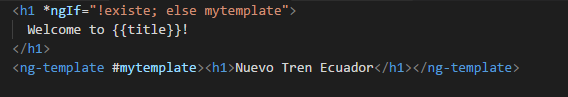 <h1 *ngIf="!existe; else mytemplate">
Welcome to {{title}}!
</h1>
<ng-template #mytemplate><h1>Nuevo Tren Ecuador</h1></ng-template>